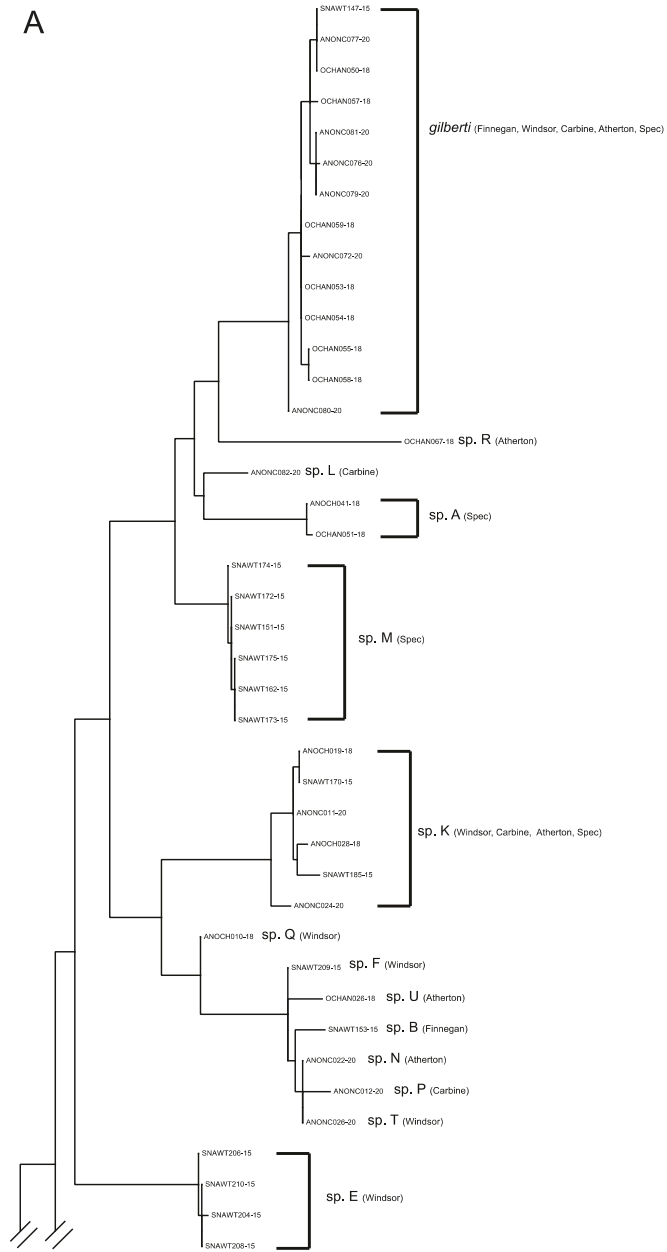 A
SNAWT147-15
ANONC077-20
OCHAN050-18
OCHAN057-18
gilberti (Finnegan, Windsor, Carbine, Atherton, Spec)
ANONC081-20
ANONC076-20
ANONC079-20
OCHAN059-18
ANONC072-20
OCHAN053-18
OCHAN054-18
OCHAN055-18
OCHAN058-18
ANONC080-20
OCHAN067-18 sp. R (Atherton)
ANONC082-20 sp. L (Carbine)
ANOCH041-18
sp. A (Spec)
OCHAN051-18
SNAWT174-15
SNAWT172-15
SNAWT151-15
sp. M (Spec)
SNAWT175-15
SNAWT162-15
SNAWT173-15
ANOCH019-18
SNAWT170-15
ANONC011-20
sp. K (Windsor, Carbine, Atherton, Spec)
ANOCH028-18
SNAWT185-15
ANONC024-20
ANOCH010-18 sp. Q (Windsor)
SNAWT209-15 sp. F (Windsor)
OCHAN026-18 sp. U (Atherton)
SNAWT153-15 sp. B (Finnegan)
ANONC022-20 sp. N (Atherton)
ANONC012-20 sp. P (Carbine)
ANONC026-20 sp. T (Windsor)
SNAWT206-15
SNAWT210-15
sp. E (Windsor)
SNAWT204-15
SNAWT208-15